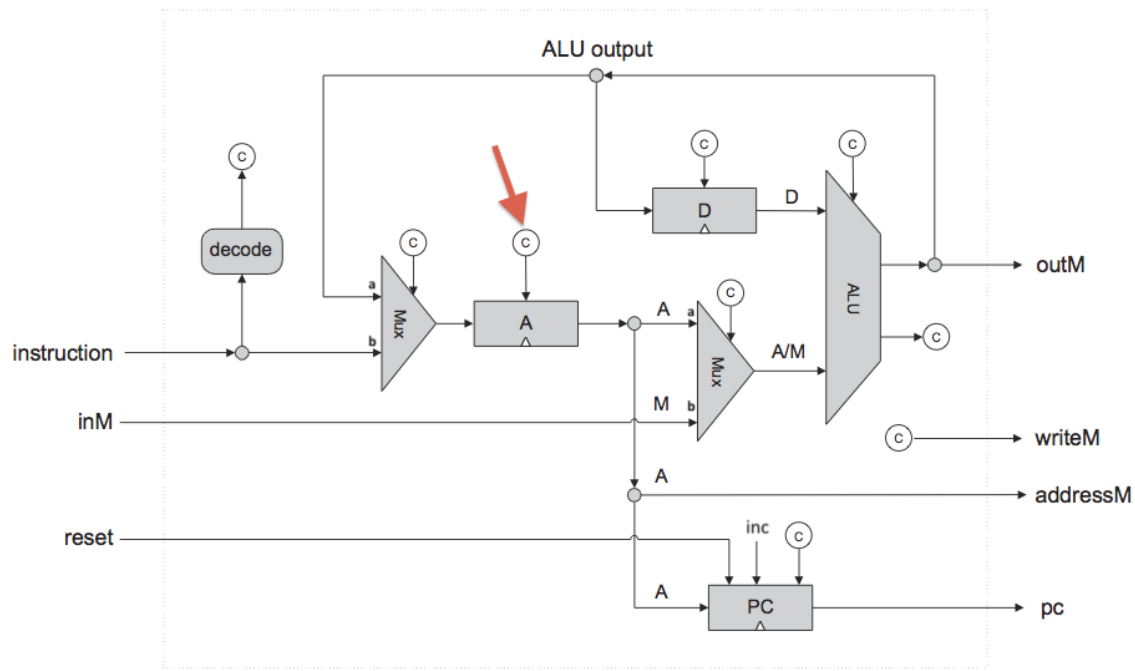 ALU output
C
C
C
C
C
decode
D
D
a
Mux
b
A
A
a
C
Mux
b
A/M
ALU
outM
C
instruction
inM
M
C
writeM
A
addressM
reset
inc
C
A
PC
pc